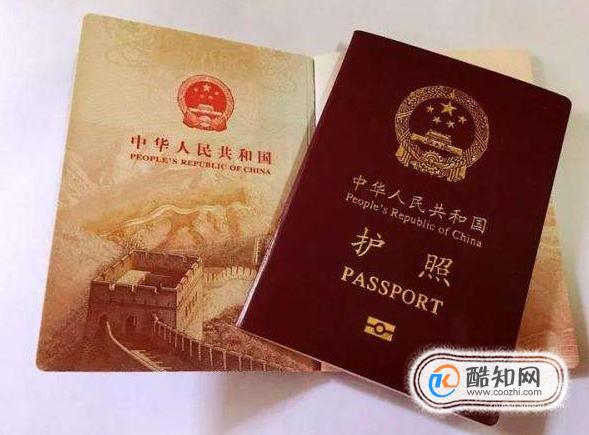 中华人民共和国
PEOPLE'S REPUBLIC OF CHINA
中华人民共和国
People's Republic of China
护照
PASSPORT
酷知网
www.coozhi.com